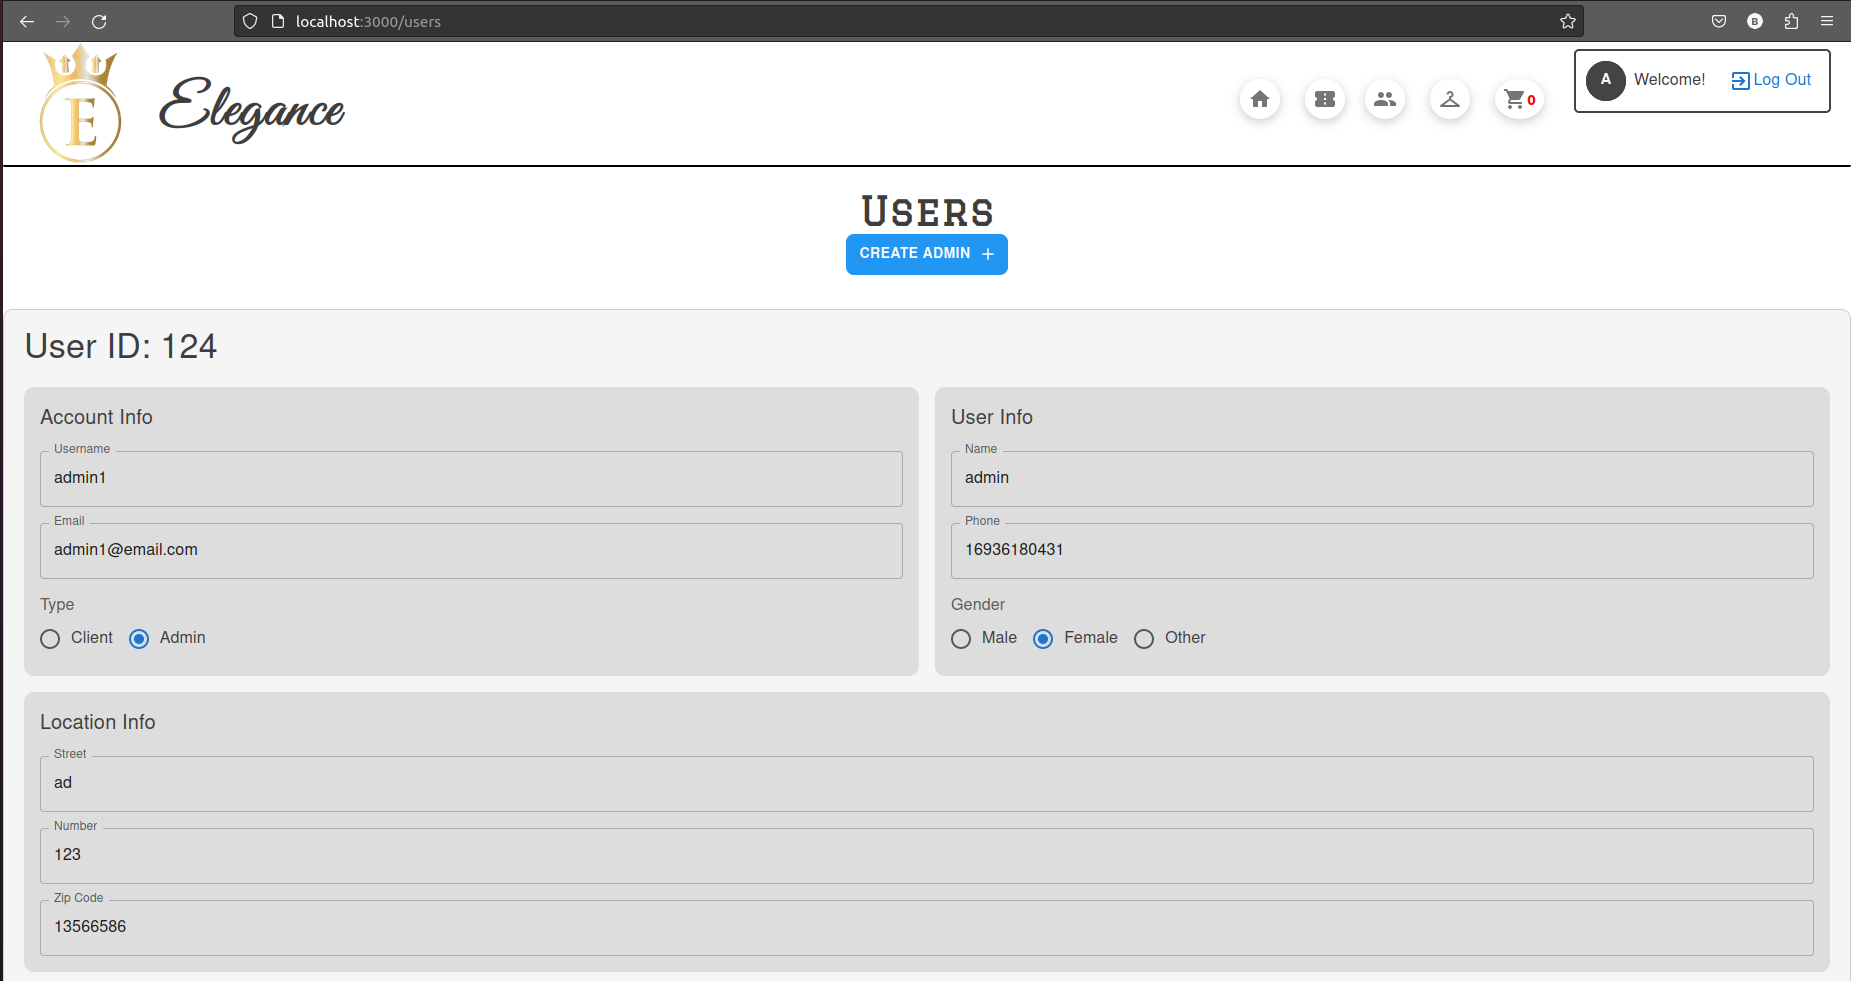 localhost:3000/users
B
E
Elegance
0
A Welcome! Log Out
Users
CREATE ADMIN +
User ID: 124
Account Info
Username
admin1
Email
admin1@email.com
Type
Client Admin
User Info
Name
admin
Phone
16936180431
Gender
Male Female Other
Location Info
Street
ad
Number
123
Zip Code
13566586